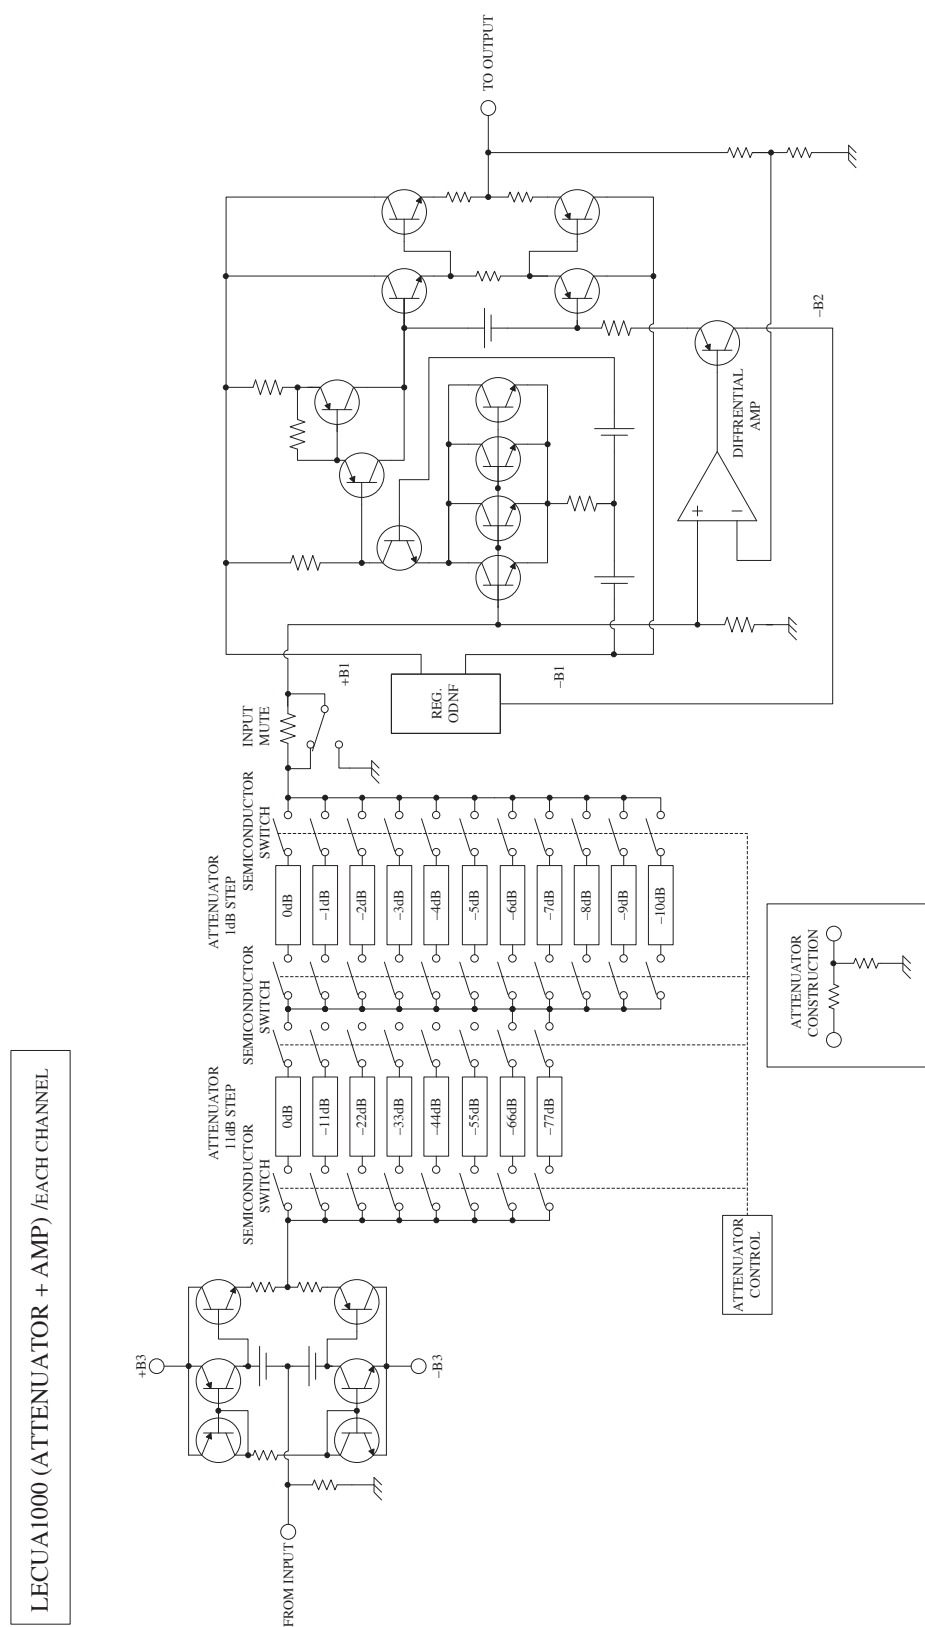 LECUA1000 (ATTENUATOR + AMP) /EACH CHANNEL
FROM INPUT
+B3
–B3
SEMICONDUCTOR
SWITCH
ATTENUATOR
11dB STEP
SEMICONDUCTOR
SWITCH
ATTENUATOR
1dB STEP
SEMICONDUCTOR
SWITCH
INPUT
MUTE
0dB
–11dB
–22dB
–33dB
–44dB
–55dB
–66dB
–77dB
0dB
–1dB
–2dB
–3dB
–4dB
–5dB
–6dB
–7dB
–8dB
–9dB
–10dB
ATTENUATOR
CONTROL
ATTENUATOR
CONSTRUCTION
+B1
REG.
ODNF
–B1
+
–
DIFFRENTIAL
AMP
–B2
TO OUTPUT